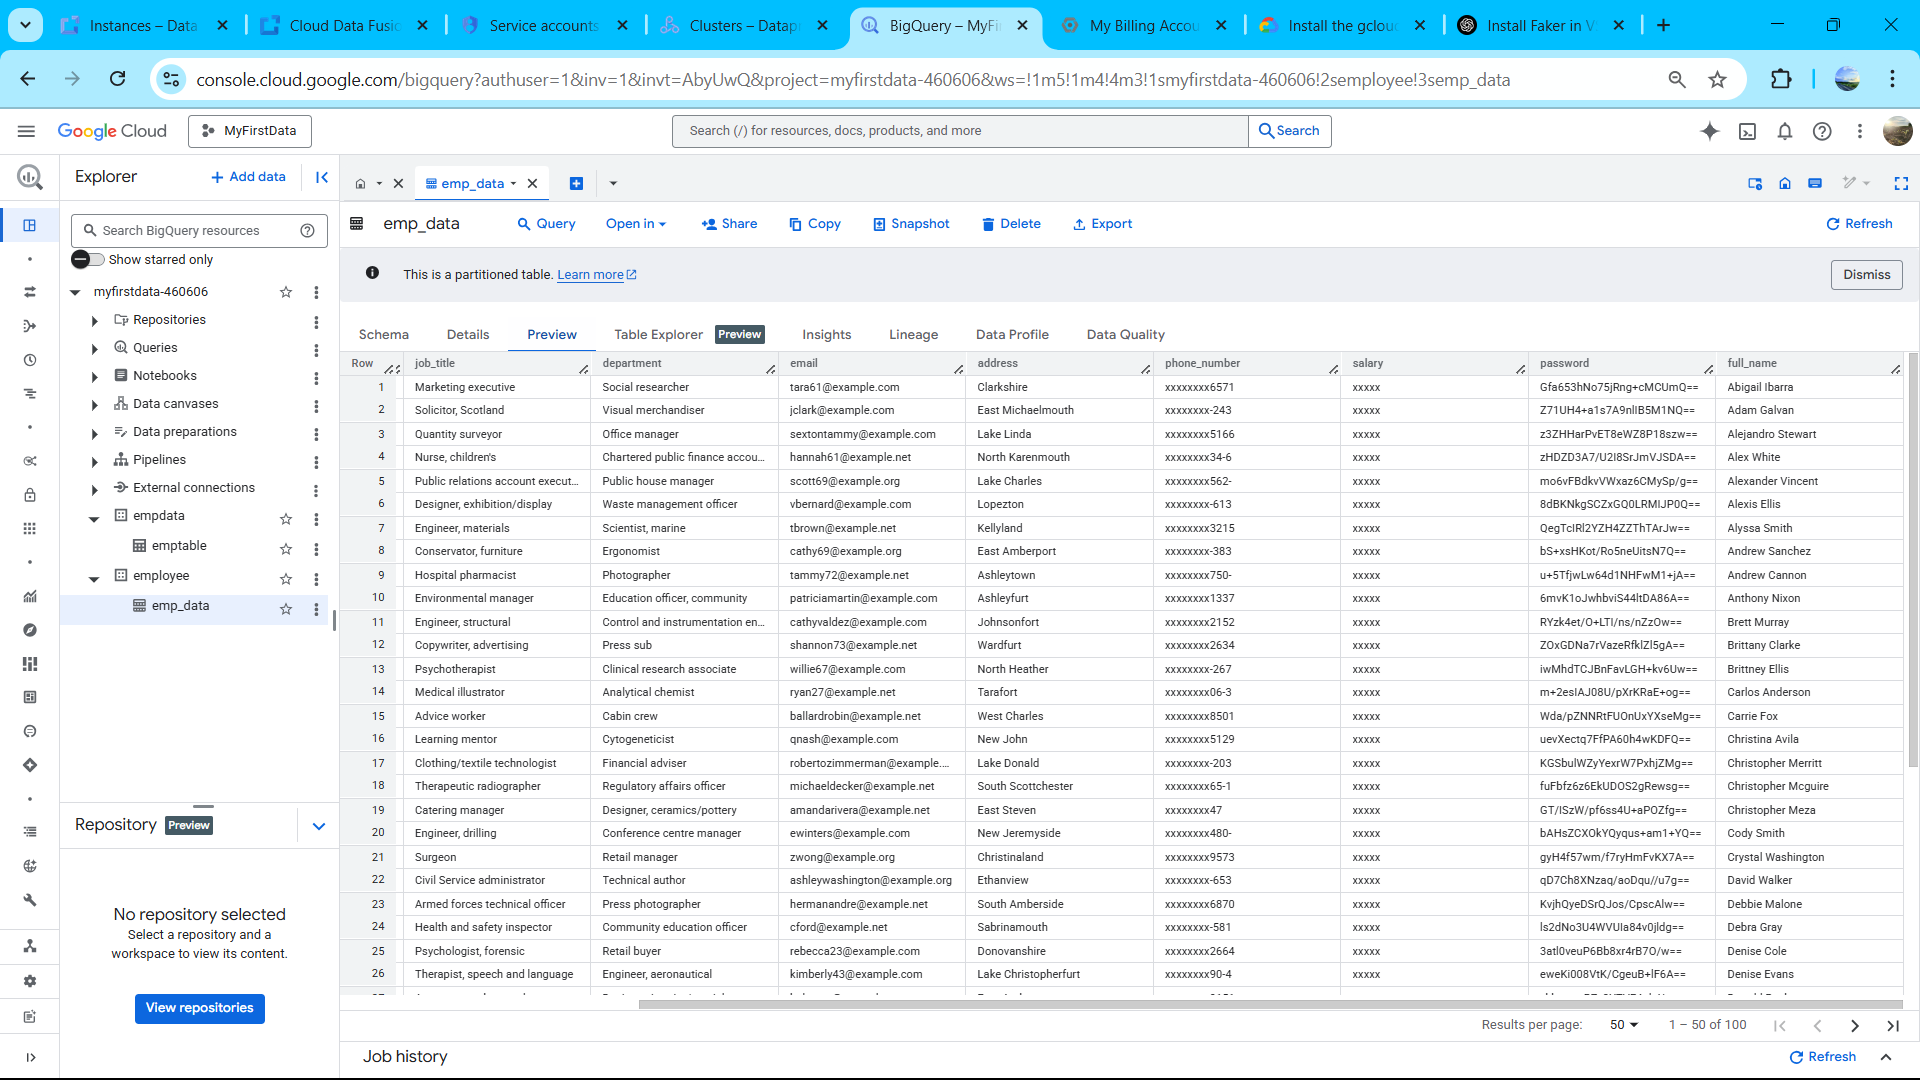 Instances – Data
Cloud Data Fusic
Service accounts
Clusters – Datap
BigQuery – MyFir
My Billing Accou
Install the gcloud
Install Faker in V
console.cloud.google.com/bigquery?authuser=1&inv=1&invt=AbyUwQ&project=myfirstdata-460606&ws=!1m5!1m4!4m3!1smyfirstdata-460606!2semployee!3semp_data
Google Cloud
MyFirstData
Search (/) for resources, docs, products, and more
Search
Explorer
+ Add data
emp_data
Search BigQuery resources
Show starred only
myfirstdata-460606
Repositories
Queries
Notebooks
Data canvases
Data preparations
Pipelines
External connections
empdata
emptable
employee
emp_data
Repository Preview
No repository selected
Select a repository and a
workspace to view its content.
View repositories
emp_data
Query
Open in
Share
Copy
Snapshot
Delete
Export
Refresh
This is a partitioned table. Learn more
Dismiss
Schema Details Preview Table Explorer Preview Insights Lineage Data Profile Data Quality
Row job_title department email address phone_number salary password full_name
1 Marketing executive Social researcher tara61@example.com Clarkshire xxxxxxxx6571 xxxxx Gfa653hNo75jRng+cMCUmQ== Abigail Ibarra
2 Solicitor, Scotland Visual merchandiser jclark@example.com East Michaelmouth xxxxxxxx-243 xxxxx Z71UH4+a1s7A9nlIB5M1NQ== Adam Galvan
3 Quantity surveyor Office manager sextontammy@example.com Lake Linda xxxxxxxx5166 xxxxx z3ZHHarPvET8eWZ8P18szw== Alejandro Stewart
4 Nurse, children's Chartered public finance accou... hannah61@example.net North Karenmouth xxxxxxxx34-6 xxxxx zHDZD3A7/U2I8SrJmVJSDA== Alex White
5 Public relations account execut... Public house manager scott69@example.org Lake Charles xxxxxxxx562- xxxxx mo6vFBdkvVWxaz6CMySp/g== Alexander Vincent
6 Designer, exhibition/display Waste management officer vbernard@example.com Lopezton xxxxxxxx-613 xxxxx 8dBKNkgSCZxGQ0LRMIJP0Q== Alexis Ellis
7 Engineer, materials Scientist, marine tbrown@example.net Kellyland xxxxxxxx3215 xxxxx QegTcIRl2YZH4ZZThTArJw== Alyssa Smith
8 Conservator, furniture Ergonomist cathy69@example.org East Amberport xxxxxxxx-383 xxxxx bS+xsHKot/Ro5neUitsN7Q== Andrew Sanchez
9 Hospital pharmacist Photographer tammy72@example.net Ashleytown xxxxxxxx750- xxxxx u+5TfjwLw64d1NHFwM1+jA== Andrew Cannon
10 Environmental manager Education officer, community patriciamartin@example.com Ashleyfurt xxxxxxxx1337 xxxxx 6mvK1oJwhbviS44ltDA86A== Anthony Nixon
11 Engineer, structural Control and instrumentation en... cathyvaldez@example.com Johnsonfort xxxxxxxx2152 xxxxx RYzk4et/O+LTI/ns/nZzOw== Brett Murray
12 Copywriter, advertising Press sub shannon73@example.net Wardfurt xxxxxxxx2634 xxxxx ZOxGDNa7rVazeRfklZl5gA== Brittany Clarke
13 Psychotherapist Clinical research associate willie67@example.com North Heather xxxxxxxx-267 xxxxx iwMhdTCJBnFavLGH+kv6Uw== Brittney Ellis
14 Medical illustrator Analytical chemist ryan27@example.net Tarafort xxxxxxxx06-3 xxxxx m+2esIAJ08U/pXrKRaE+og== Carlos Anderson
15 Advice worker Cabin crew ballardrobin@example.net West Charles xxxxxxxx8501 xxxxx Wda/pZNNRtFUOnUxYXseMg== Carrie Fox
16 Learning mentor Cytogeneticist qnash@example.com New John xxxxxxxx5129 xxxxx uevXectq7FfPA60h4wKDFQ== Christina Avila
17 Clothing/textile technologist Financial adviser robertozimmerman@example.... Lake Donald xxxxxxxx-203 xxxxx KGSbulWZyYexrW7PxhjZMg== Christopher Merritt
18 Therapeutic radiographer Regulatory affairs officer michaeldecker@example.net South Scottchester xxxxxxxx65-1 xxxxx fuFbfz6z6EkUDOS2gRewsg== Christopher Mcguire
19 Catering manager Designer, ceramics/pottery amandarivera@example.net East Steven xxxxxxxx47 xxxxx GT/ISzW/pf6ss4U+aPOZfg== Christopher Meza
20 Engineer, drilling Conference centre manager ewinters@example.com New Jeremyside xxxxxxxx480- xxxxx bAHsZCXOkYQyqus+am1+YQ== Cody Smith
21 Surgeon Retail manager zwong@example.org Christinaland xxxxxxxx9573 xxxxx gyH4f57wm/f7ryHmFvKX7A== Crystal Washington
22 Civil Service administrator Technical author ashleywashington@example.org Ethanview xxxxxxxx-653 xxxxx qD7Ch8XNzaq/aoDqu//u7g== David Walker
23 Armed forces technical officer Press photographer hermanandre@example.net South Amberside xxxxxxxx6870 xxxxx KvjhQyeDSrQJos/CpscAlw== Debbie Malone
24 Health and safety inspector Community education officer cford@example.net Sabrinamouth xxxxxxxx-581 xxxxx ls2dNo3U4WVUIa84v0jldg== Debra Gray
25 Psychologist, forensic Retail buyer rebecca23@example.com Donovanshire xxxxxxxx2664 xxxxx 3atl0veuP6Bb8xr4rB7O/w== Denise Cole
26 Therapist, speech and language Engineer, aeronautical kimberly43@example.com Lake Christopherfurt xxxxxxxx90-4 xxxxx eweKi008VtK/CgeuB+lF6A== Denise Evans
Results per page: 50 1 – 50 of 100
Job history
Refresh